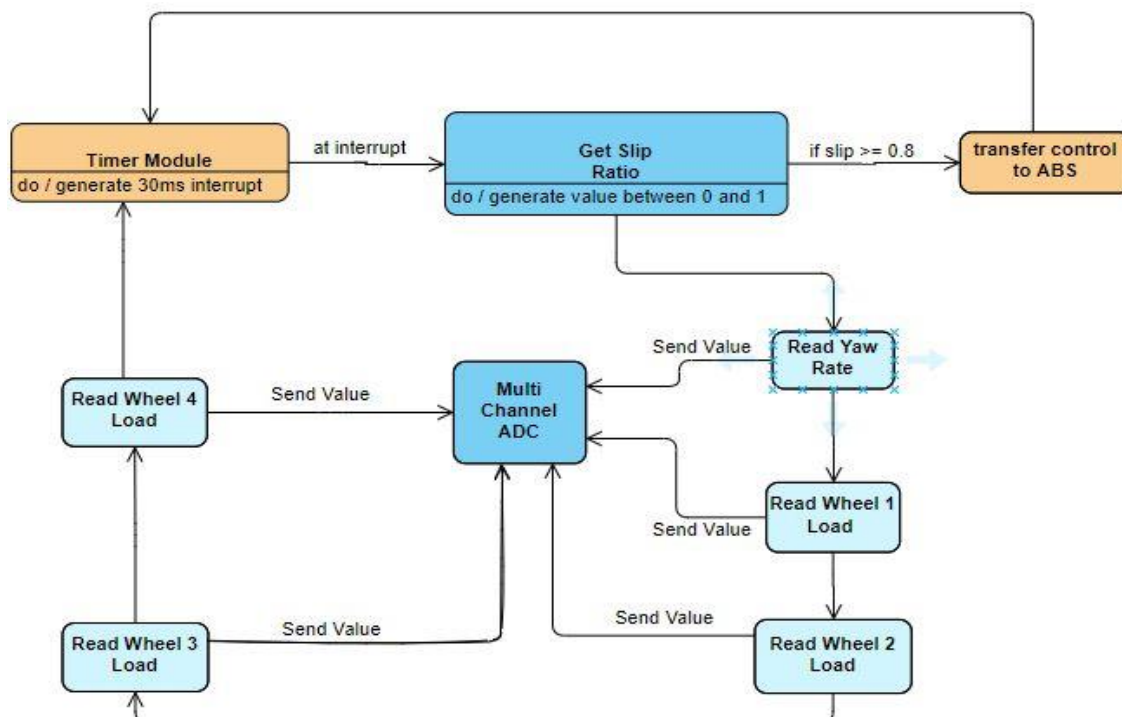 Timer Module
do / generate 30ms interrupt
at interrupt
Get Slip
Ratio
do / generate value between 0 and 1
if slip >= 0.8
transfer control
to ABS
Send Value
Read Yaw
Rate
Read Wheel 4
Load
Send Value
Multi
Channel
ADC
Read Wheel 1
Load
Send Value
Read Wheel 3
Load
Send Value
Send Value
Read Wheel 2
Load